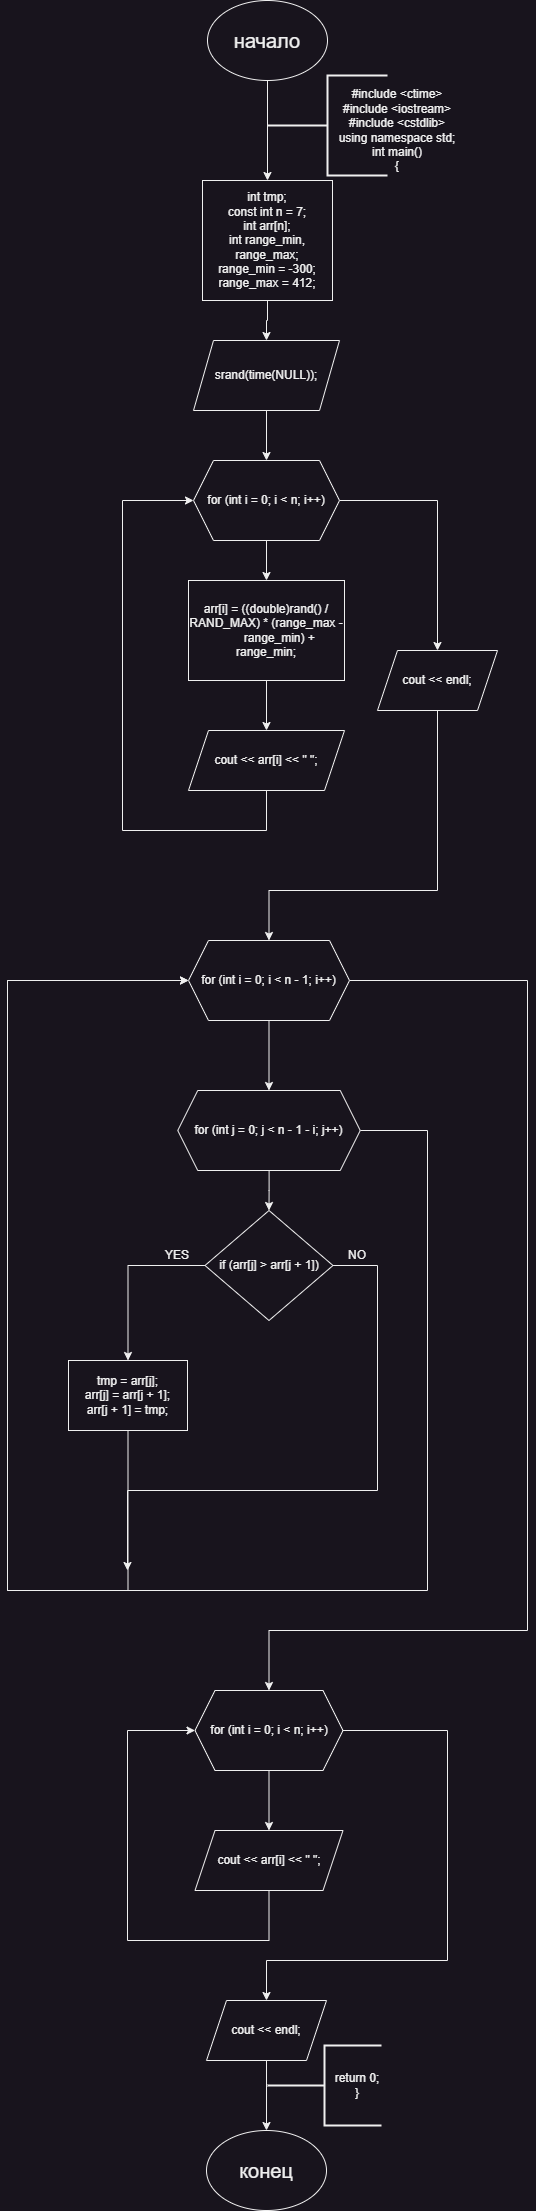 начало
#include <ctime>
#include <iostream>
#include <cstdlib>
using namespace std;
int main()
{
int tmp;
const int n = 7;
int arr[n];
int range_min,
range_max;
range_min = -300;
range_max = 412;
srand(time(NULL));
for (int i = 0; i < n; i++)
arr[i] = ((double)rand() /
RAND_MAX) * (range_max -
range_min) +
range_min;
cout << endl;
cout << arr[i] << " ";
for (int i = 0; i < n - 1; i++)
for (int j = 0; j < n - 1 - i; j++)
YES
NO
if (arr[j] > arr[j + 1])
tmp = arr[j];
arr[j] = arr[j + 1];
arr[j + 1] = tmp;
for (int i = 0; i < n; i++)
cout << arr[i] << " ";
cout << endl;
return 0;
}
конец